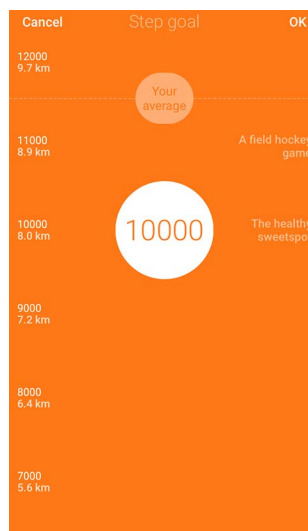 Cancel Step goal OK
12000
9.7 km
Your
average
11000
8.9 km
A field hockey
game
10000
8.0 km
10000
The healthy
sweetspo
9000
7.2 km
8000
6.4 km
7000
5.6 km